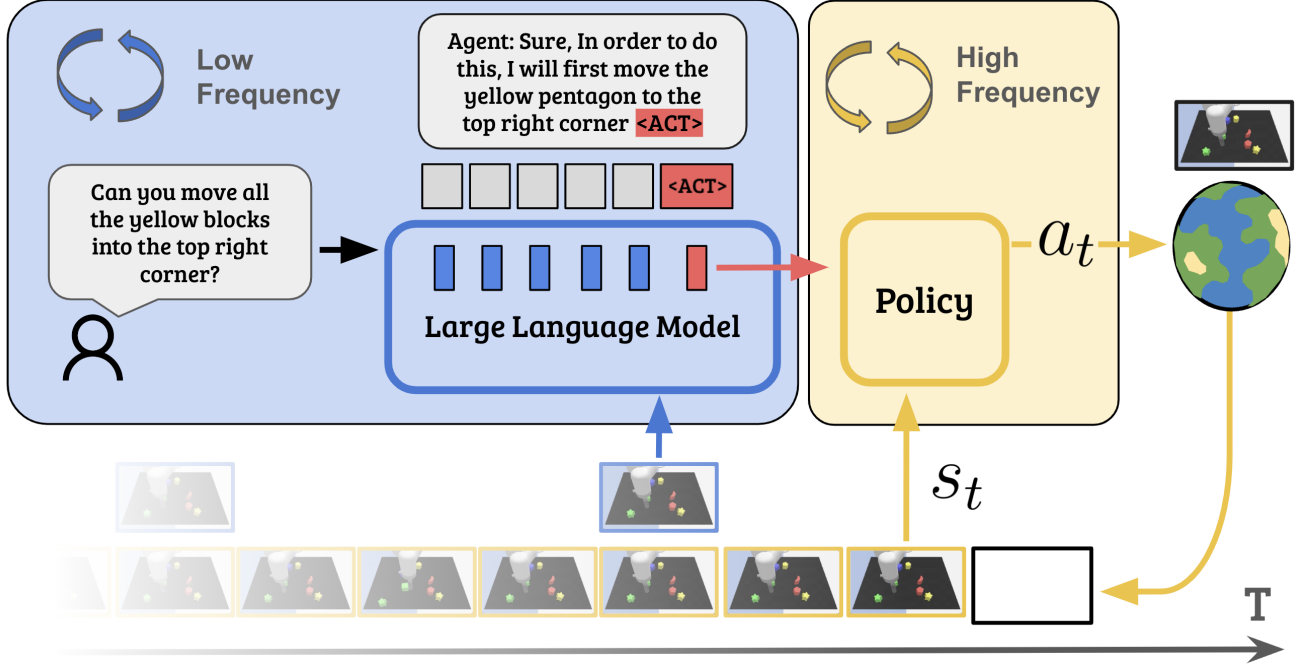 Low
Frequency
Agent: Sure, In order to do
this, I will first move the
yellow pentagon to the
top right corner <ACT>
High
Frequency
Can you move all
the yellow blocks
into the top right
corner?
<ACT>
Large Language Model
Policy
a_t
s_t
T